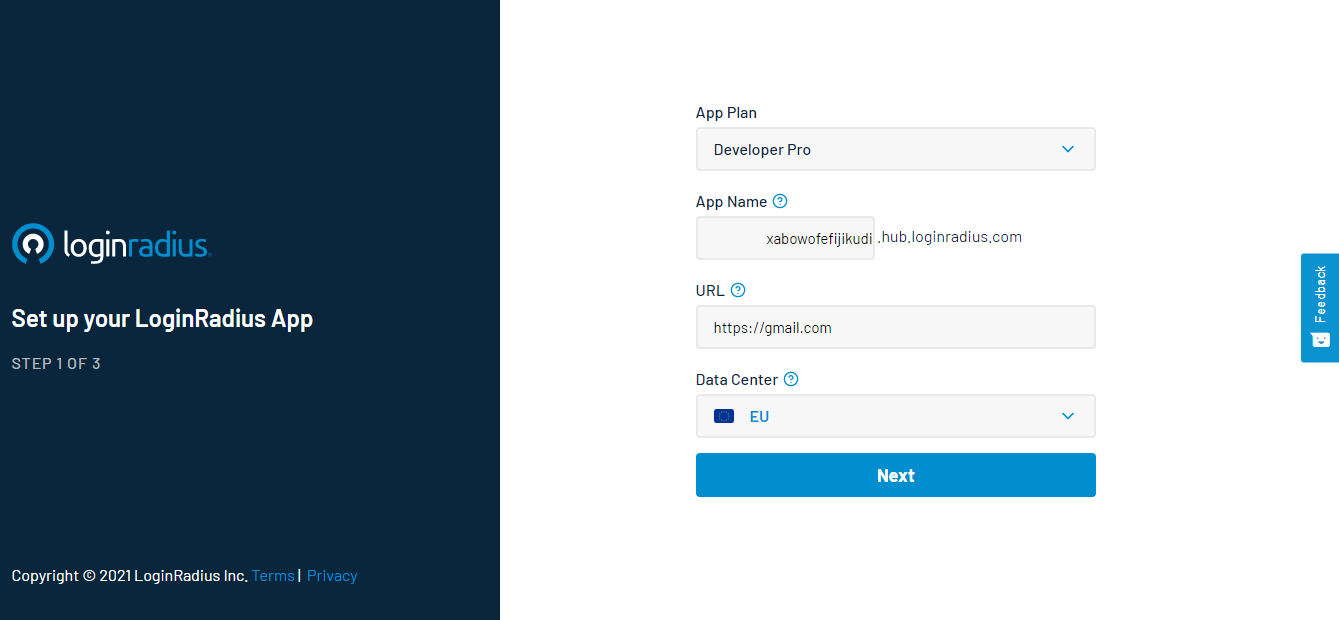 loginradius
Set up your LoginRadius App
STEP 1 OF 3
Copyright © 2021 LoginRadius Inc. Terms | Privacy
App Plan
Developer Pro
App Name
xabowofefijikudi .hub.loginradius.com
URL
https://gmail.com
Data Center
EU
Next
Feedback